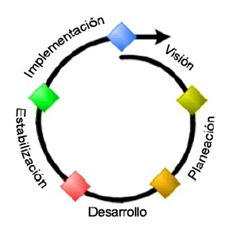 Visión
Planeación
Desarrollo
Estabilización
Implementación